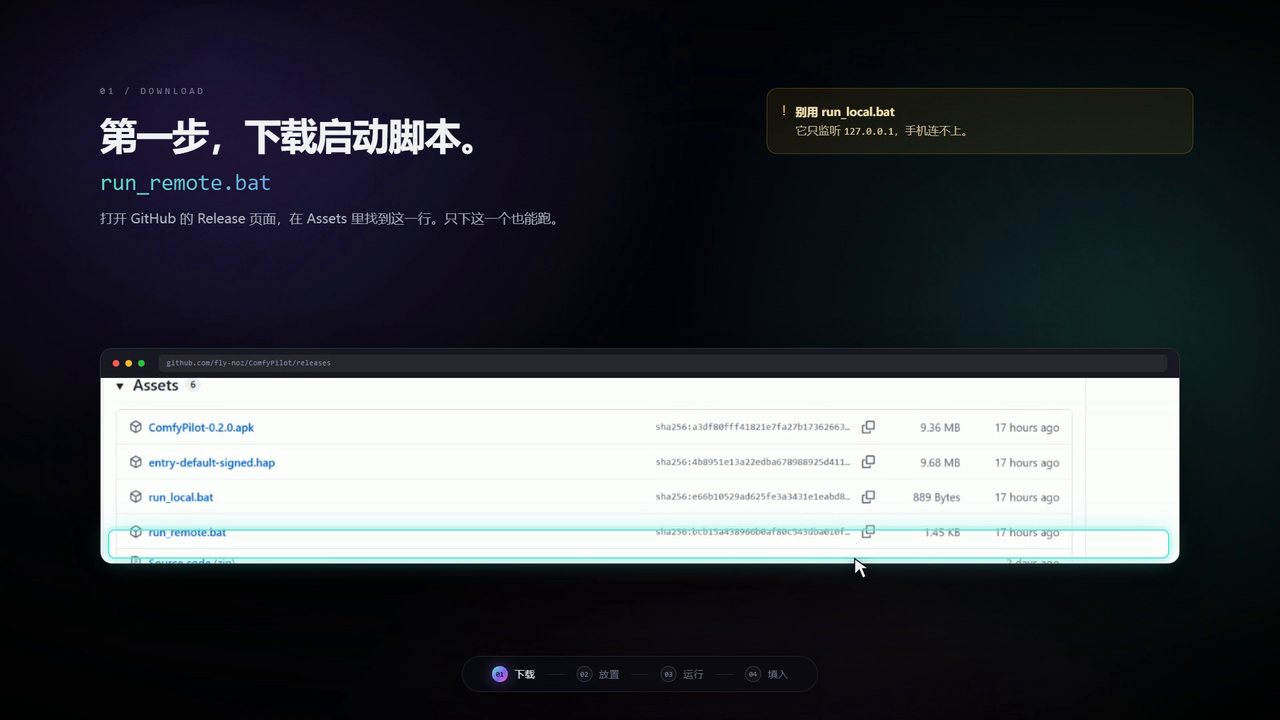 01 / DOWNLOAD
第一步，下载启动脚本。
run_remote.bat
打开 GitHub 的 Release 页面，在 Assets 里找到这一行。只下这一个也能跑。
! 别用 run_local.bat
它只监听 127.0.0.1，手机连不上。
github.com/fly-noz/ComfyPilot/releases
Assets 6
ComfyPilot-0.2.0.apk sha256:a3df80fff41821e7fa27b17362663… 9.36 MB 17 hours ago
entry-default-signed.hap sha256:4b8951e13a22edba678988925d411… 9.68 MB 17 hours ago
run_local.bat sha256:e66b10529ad625fe3a3431e1eabd8… 889 Bytes 17 hours ago
run_remote.bat 1.45 KB 17 hours ago
Source code (zip) 2 days ago
01 下载 02 放置 03 运行 04 填入